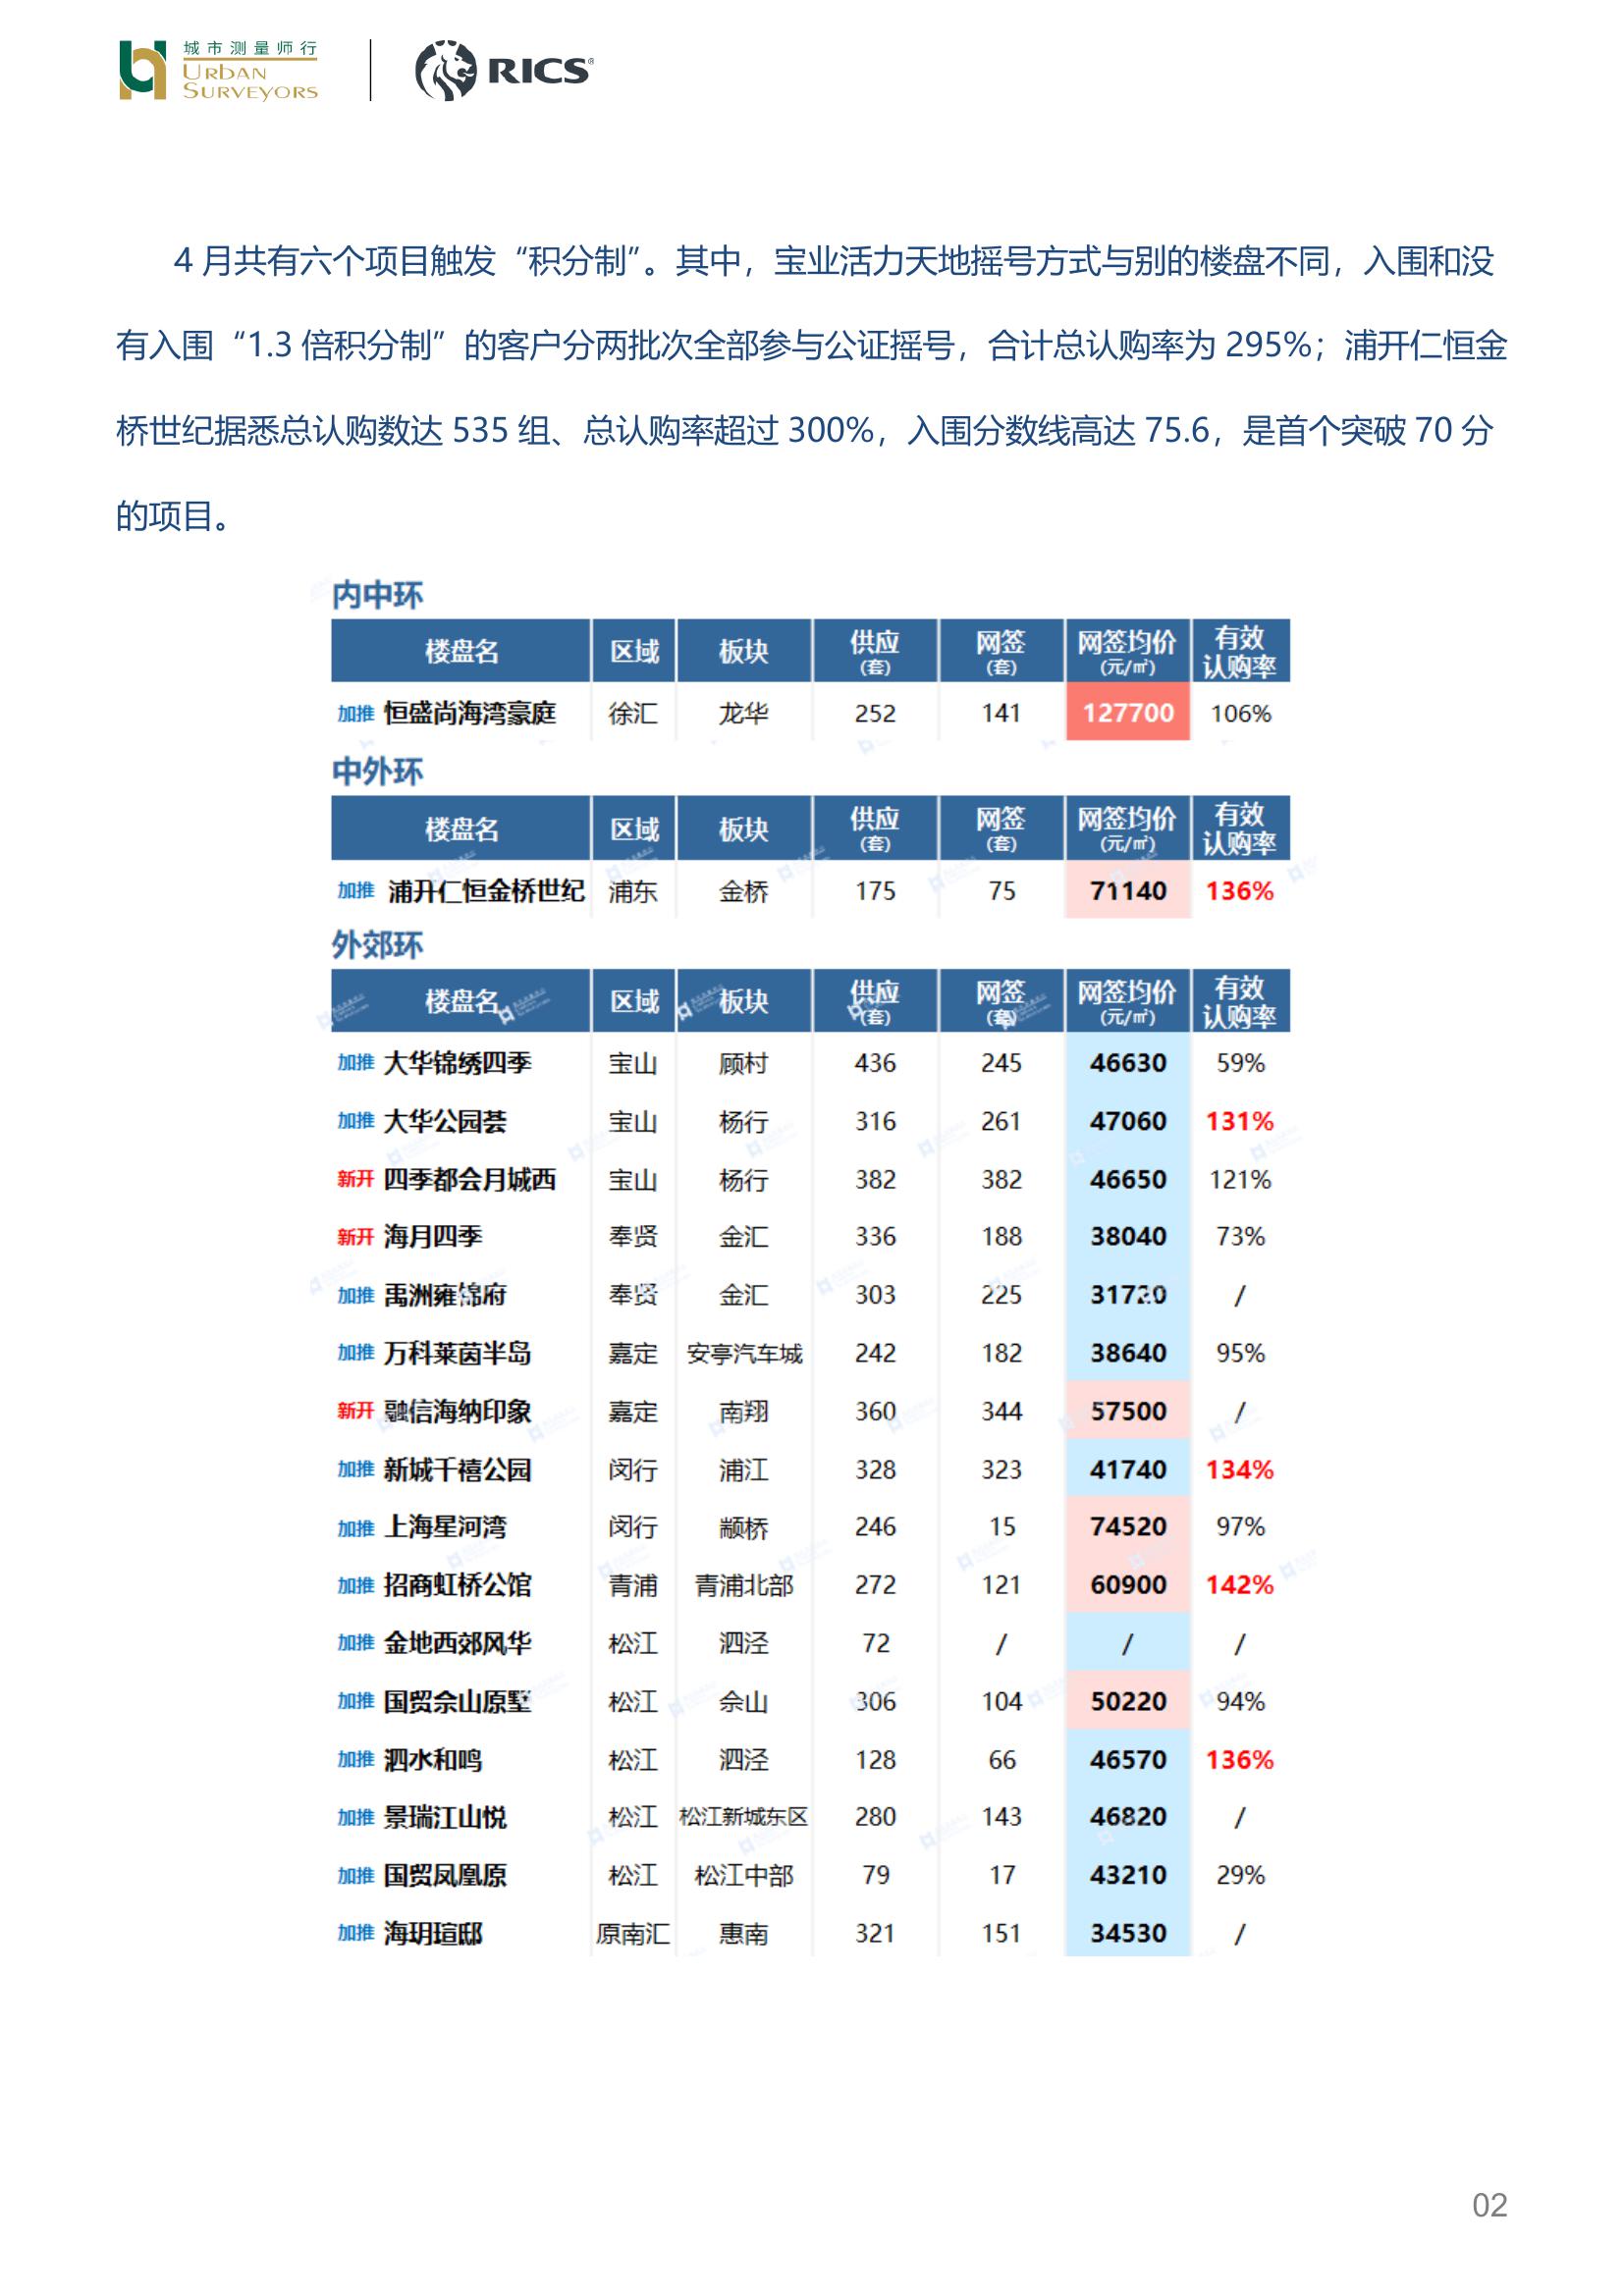 城市测量师行
URBAN
SURVEYORS
RICS®
4 月共有六个项目触发“积分制”。其中，宝业活力天地摇号方式与别的楼盘不同，入围和没
有入围“1.3 倍积分制”的客户分两批次全部参与公证摇号，合计总认购率为 295%；浦开仁恒金
桥世纪据悉总认购数达 535 组、总认购率超过 300%，入围分数线高达 75.6，是首个突破 70 分
的项目。
内中环
楼盘名 区域 板块 供应(套) 网签(套) 网签均价(元/㎡) 有效认购率
加推 恒盛尚海湾豪庭 徐汇 龙华 252 141 127700 106%
中外环
楼盘名 区域 板块 供应(套) 网签(套) 网签均价(元/㎡) 有效认购率
加推 浦开仁恒金桥世纪 浦东 金桥 175 75 71140 136%
外郊环
楼盘名 区域 板块 供应(套) 网签(套) 网签均价(元/㎡) 有效认购率
加推 大华锦绣四季 宝山 顾村 436 245 46630 59%
加推 大华公园荟 宝山 杨行 316 261 47060 131%
新开 四季都会月城西 宝山 杨行 382 382 46650 121%
新开 海月四季 奉贤 金汇 336 188 38040 73%
加推 禹洲雍锦府 奉贤 金汇 303 225 31720 /
加推 万科莱茵半岛 嘉定 安亭汽车城 242 182 38640 95%
新开 融信海纳印象 嘉定 南翔 360 344 57500 /
加推 新城千禧公园 闵行 浦江 328 323 41740 134%
加推 上海星河湾 闵行 颛桥 246 15 74520 97%
加推 招商虹桥公馆 青浦 青浦北部 272 121 60900 142%
加推 金地西郊风华 松江 泗泾 72 / / /
加推 国贸佘山原墅 松江 佘山 306 104 50220 94%
加推 泗水和鸣 松江 泗泾 128 66 46570 136%
加推 景瑞江山悦 松江 松江新城东区 280 143 46820 /
加推 国贸凤凰原 松江 松江中部 79 17 43210 29%
加推 海玥瑄邸 原南汇 惠南 321 151 34530 /
02